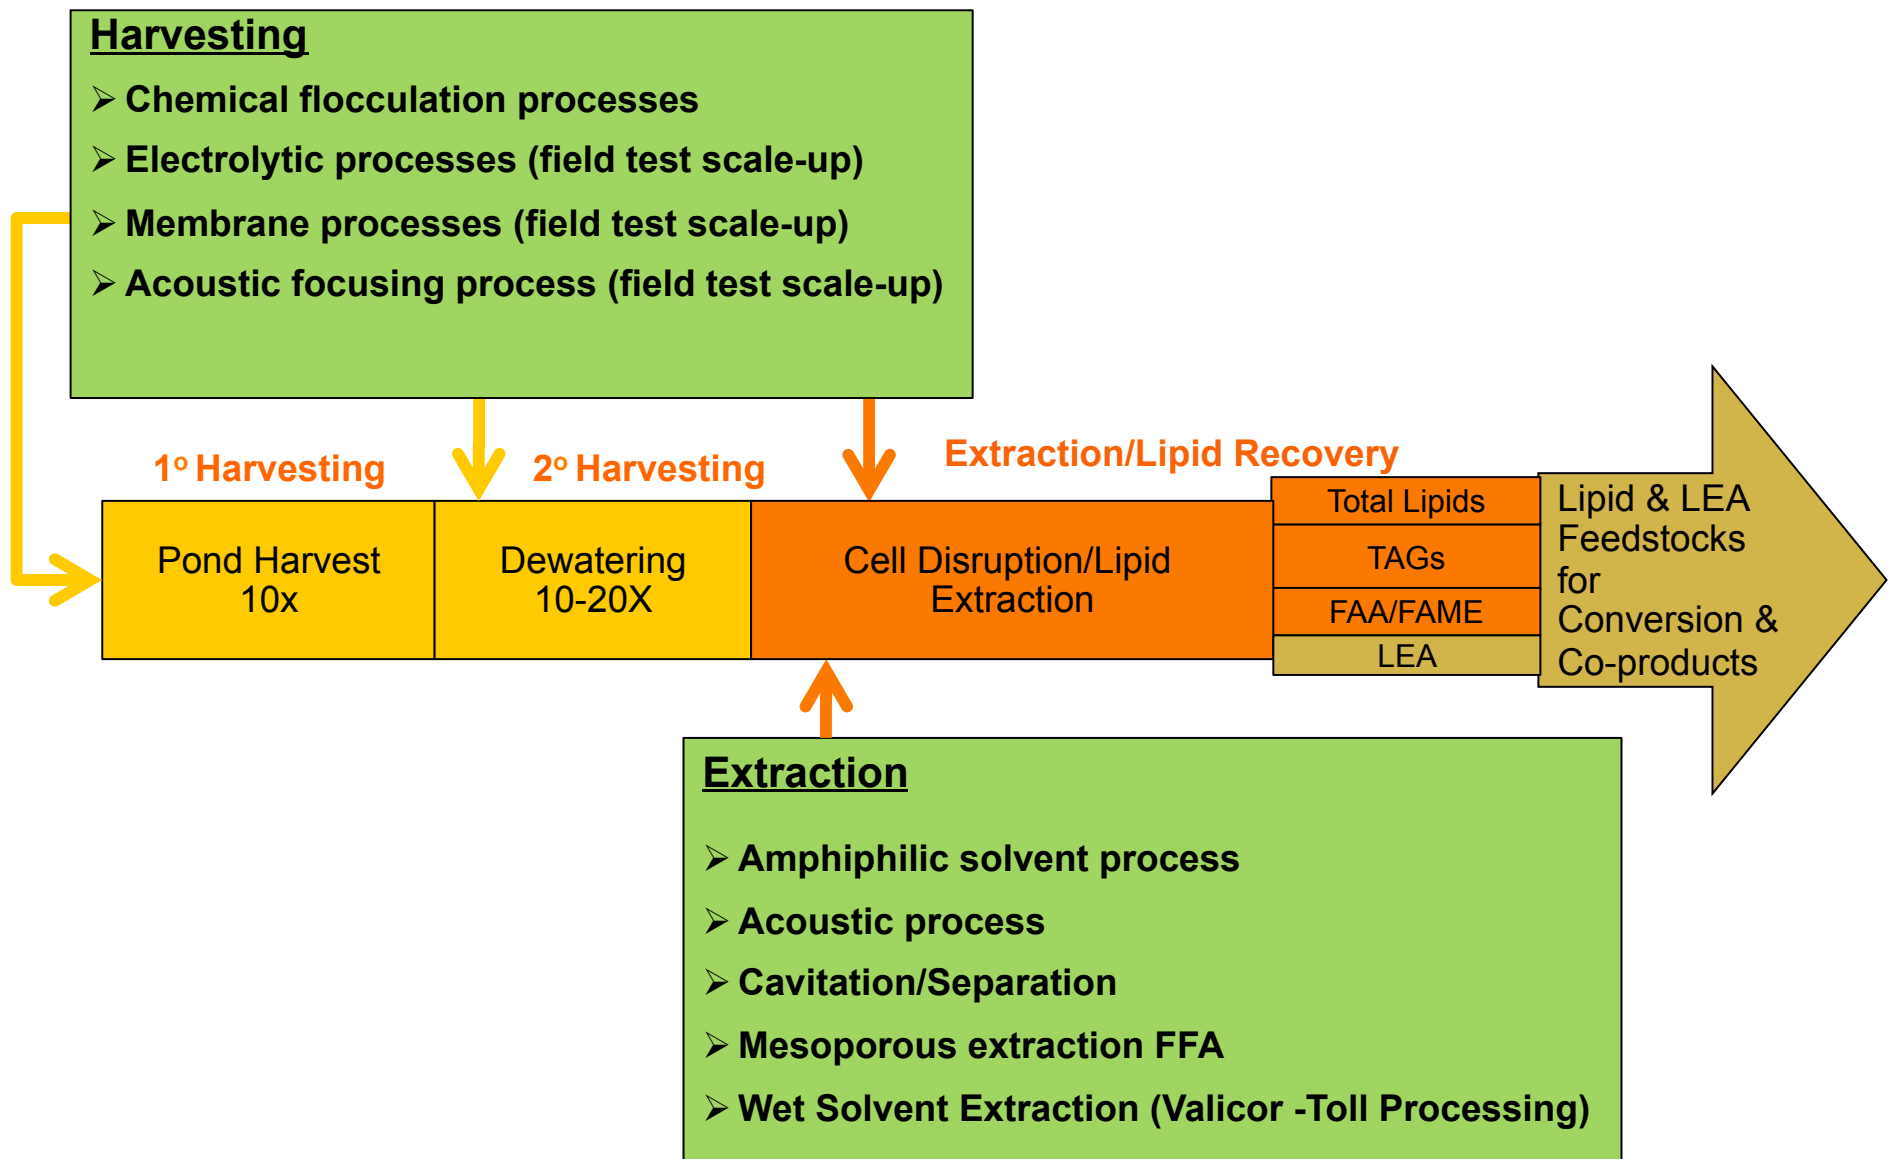 Harvesting
➢ Chemical flocculation processes
➢ Electrolytic processes (field test scale-up)
➢ Membrane processes (field test scale-up)
➢ Acoustic focusing process (field test scale-up)
1º Harvesting
2º Harvesting
Extraction/Lipid Recovery
Pond Harvest
10x
Dewatering
10-20X
Cell Disruption/Lipid
Extraction
Total Lipids
TAGs
FAA/FAME
LEA
Lipid & LEA
Feedstocks
for
Conversion &
Co-products
Extraction
➢ Amphiphilic solvent process
➢ Acoustic process
➢ Cavitation/Separation
➢ Mesoporous extraction FFA
➢ Wet Solvent Extraction (Valicor -Toll Processing)